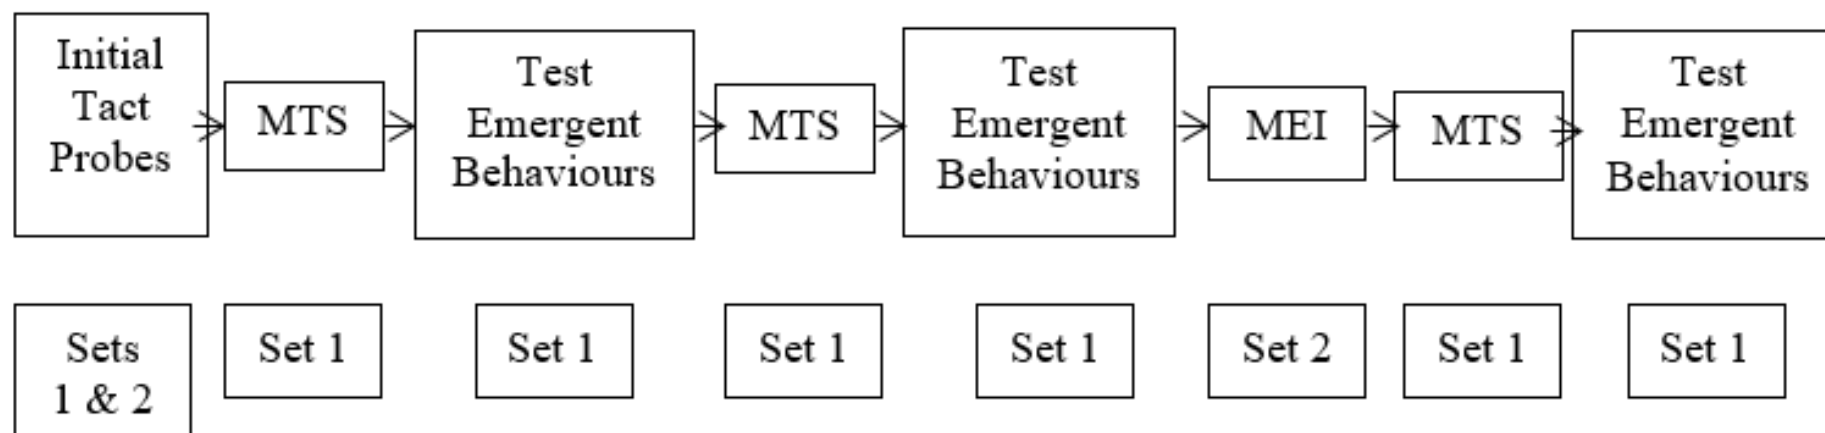 Initial
Tact
Probes
MTS
Test
Emergent
Behaviours
MTS
Test
Emergent
Behaviours
MEI
MTS
Test
Emergent
Behaviours
Sets
1 & 2
Set 1
Set 1
Set 1
Set 1
Set 2
Set 1
Set 1